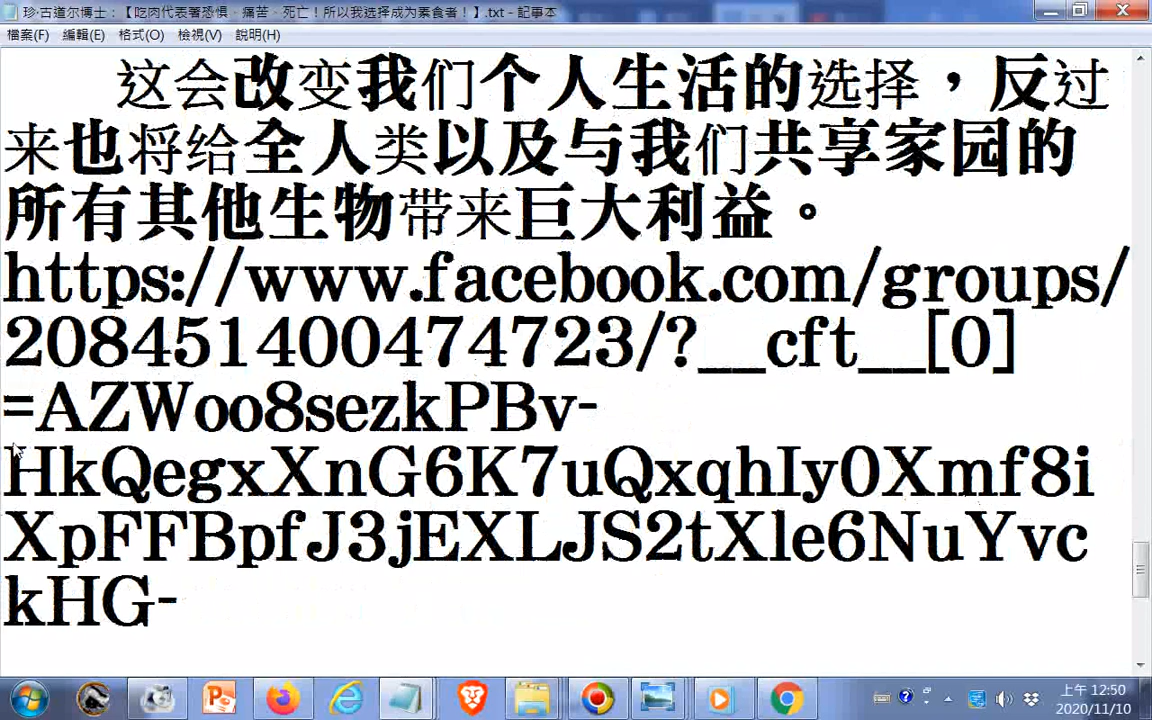 珍·古道尔博士：【吃肉代表著恐惧﹑痛苦﹑死亡！所以我选择成为素食者！】.txt - 記事本
檔案(F) 編輯(E) 格式(O) 檢視(V) 說明(H)
这会改变我们个人生活的选择，反过
来也将给全人类以及与我们共享家园的
所有其他生物带来巨大利益。
https://www.facebook.com/groups/
208451400474723/?__cft__[0]
=AZWoo8sezkPBv-
HkQegxXnG6K7uQxqhIy0Xmf8i
XpFFBpfJ3jEXLJS2tXle6NuYvc
kHG-
上午 12:50
2020/11/10